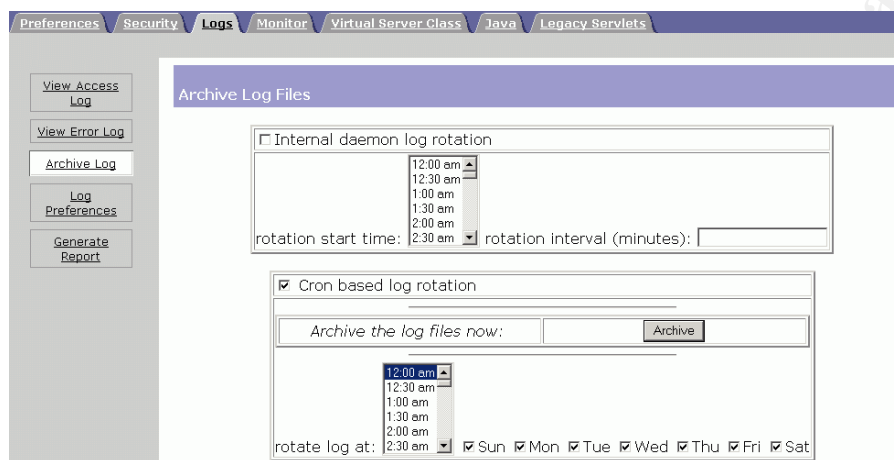 Preferences Security Logs Monitor Virtual Server Class Java Legacy Servlets
View Access
Log
View Error Log
Archive Log
Log
Preferences
Generate
Report
Archive Log Files
Internal daemon log rotation
12:00 am
12:30 am
1:00 am
1:30 am
2:00 am
rotation start time: 2:30 am rotation interval (minutes):
Cron based log rotation
Archive the log files now: Archive
12:00 am
12:30 am
1:00 am
1:30 am
2:00 am
rotate log at: 2:30 am Sun Mon Tue Wed Thu Fri Sat